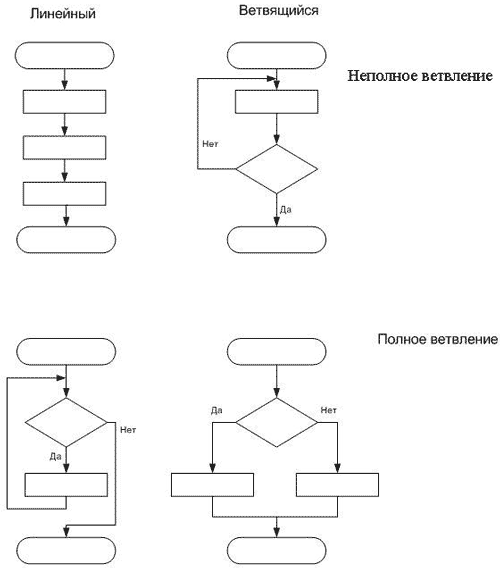 Линейный
Ветвящийся
Неполное ветвление
Нет
Да
Полное ветвление
Нет
Да
Да
Нет